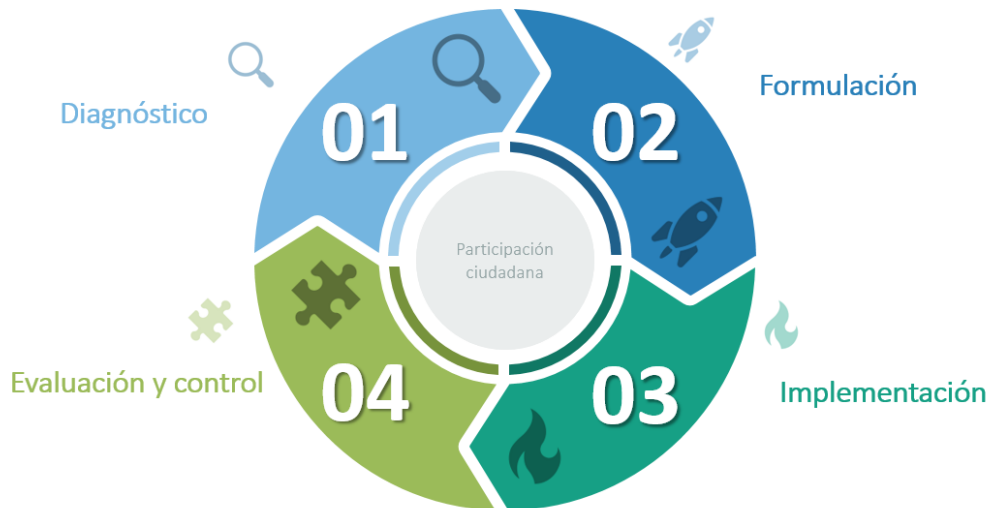 Diagnóstico
01
02
Formulación
Participación
ciudadana
Evaluación y control
04
03
Implementación